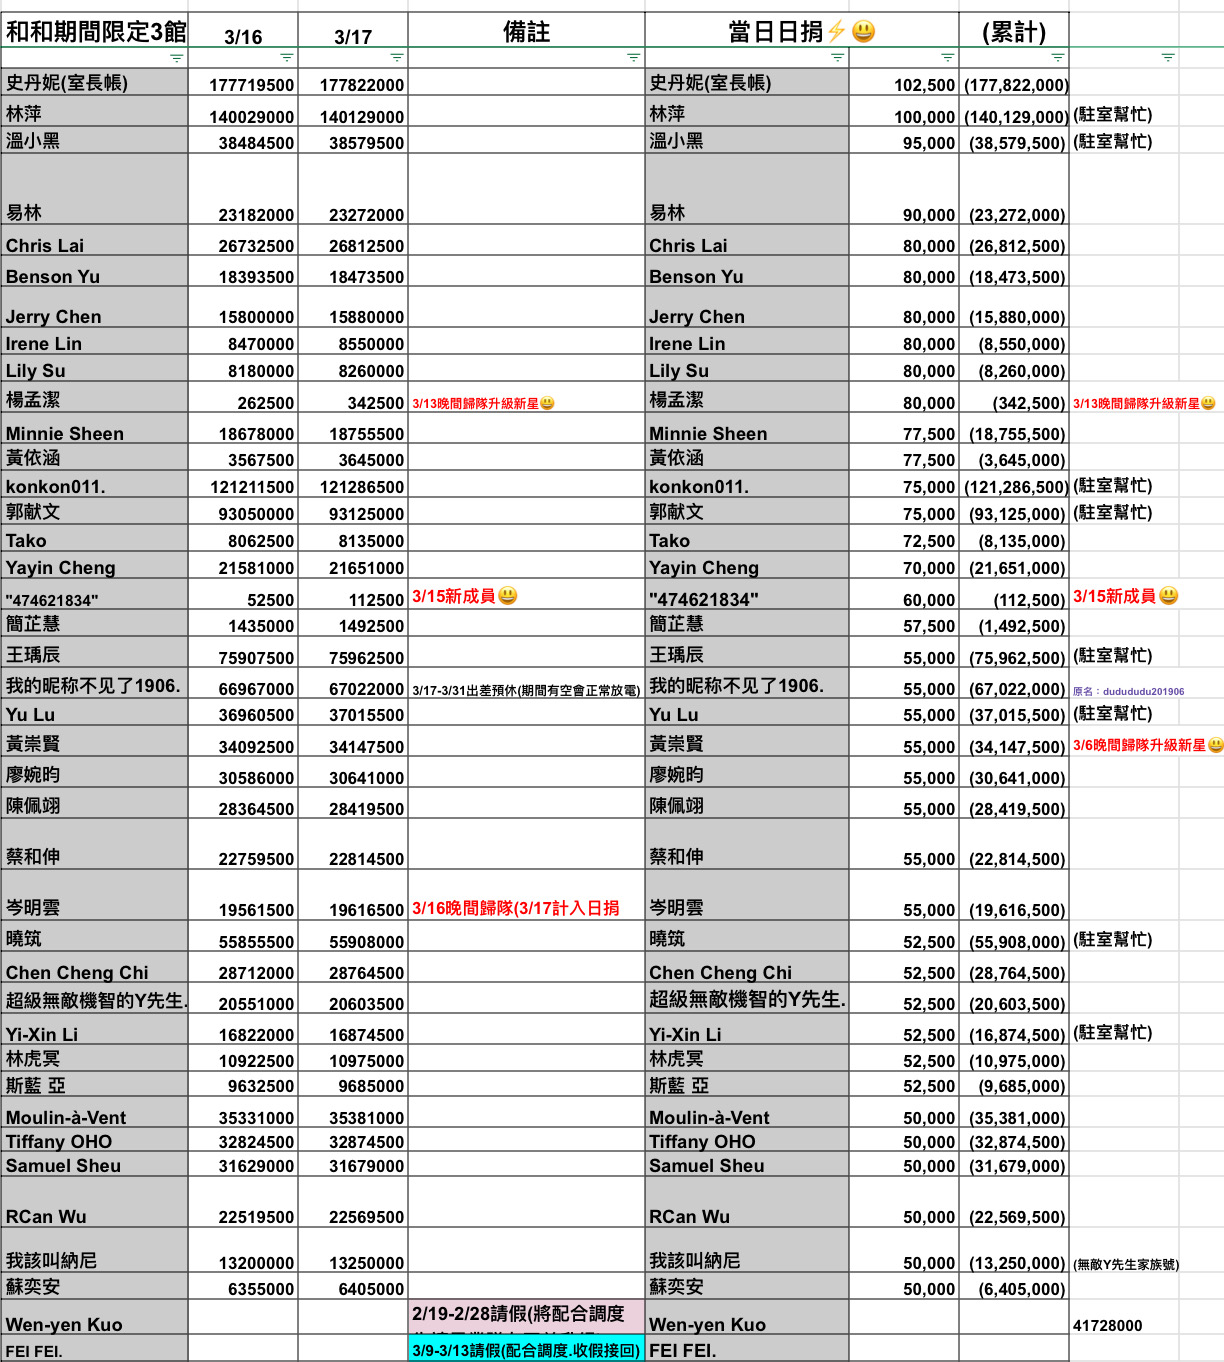 和和期間限定3館 3/16 3/17 備註 當日日捐⚡😃 (累計)
史丹妮(室長帳) 177719500 177822000 史丹妮(室長帳) 102,500 (177,822,000)
林萍 140029000 140129000 林萍 100,000 (140,129,000) (駐室幫忙)
溫小黑 38484500 38579500 溫小黑 95,000 (38,579,500) (駐室幫忙)
易林 23182000 23272000 易林 90,000 (23,272,000)
Chris Lai 26732500 26812500 Chris Lai 80,000 (26,812,500)
Benson Yu 18393500 18473500 Benson Yu 80,000 (18,473,500)
Jerry Chen 15800000 15880000 Jerry Chen 80,000 (15,880,000)
Irene Lin 8470000 8550000 Irene Lin 80,000 (8,550,000)
Lily Su 8180000 8260000 Lily Su 80,000 (8,260,000)
楊孟潔 262500 342500 3/13晚間歸隊升級新星😃 楊孟潔 80,000 (342,500) 3/13晚間歸隊升級新星😃
Minnie Sheen 18678000 18755500 Minnie Sheen 77,500 (18,755,500)
黃依涵 3567500 3645000 黃依涵 77,500 (3,645,000)
konkon011. 121211500 121286500 konkon011. 75,000 (121,286,500) (駐室幫忙)
郭献文 93050000 93125000 郭献文 75,000 (93,125,000) (駐室幫忙)
Tako 8062500 8135000 Tako 72,500 (8,135,000)
Yayin Cheng 21581000 21651000 Yayin Cheng 70,000 (21,651,000)
"474621834" 52500 112500 3/15新成員😃 "474621834" 60,000 (112,500) 3/15新成員😃
簡芷慧 1435000 1492500 簡芷慧 57,500 (1,492,500)
王瑀辰 75907500 75962500 王瑀辰 55,000 (75,962,500) (駐室幫忙)
我的昵称不见了1906. 66967000 67022000 3/17-3/31出差預休(期間有空會正常放電) 我的昵称不见了1906. 55,000 (67,022,000) 原名：dudududu201906
Yu Lu 36960500 37015500 Yu Lu 55,000 (37,015,500) (駐室幫忙)
黃崇賢 34092500 34147500 黃崇賢 55,000 (34,147,500) 3/6晚間歸隊升級新星😃
廖婉昀 30586000 30641000 廖婉昀 55,000 (30,641,000)
陳佩翊 28364500 28419500 陳佩翊 55,000 (28,419,500)
蔡和伸 22759500 22814500 蔡和伸 55,000 (22,814,500)
岑明雲 19561500 19616500 3/16晚間歸隊(3/17計入日捐 岑明雲 55,000 (19,616,500)
曉筑 55855500 55908000 曉筑 52,500 (55,908,000) (駐室幫忙)
Chen Cheng Chi 28712000 28764500 Chen Cheng Chi 52,500 (28,764,500)
超級無敵機智的Y先生. 20551000 20603500 超級無敵機智的Y先生. 52,500 (20,603,500)
Yi-Xin Li 16822000 16874500 Yi-Xin Li 52,500 (16,874,500) (駐室幫忙)
林虎冥 10922500 10975000 林虎冥 52,500 (10,975,000)
斯藍 亞 9632500 9685000 斯藍 亞 52,500 (9,685,000)
Moulin-à-Vent 35331000 35381000 Moulin-à-Vent 50,000 (35,381,000)
Tiffany OHO 32824500 32874500 Tiffany OHO 50,000 (32,874,500)
Samuel Sheu 31629000 31679000 Samuel Sheu 50,000 (31,679,000)
RCan Wu 22519500 22569500 RCan Wu 50,000 (22,569,500)
我該叫納尼 13200000 13250000 我該叫納尼 50,000 (13,250,000) (無敵Y先生家族號)
蘇奕安 6355000 6405000 蘇奕安 50,000 (6,405,000)
Wen-yen Kuo 2/19-2/28請假(將配合調度 Wen-yen Kuo 41728000
FEI FEI. 3/9-3/13請假(配合調度.收假接回) FEI FEI.